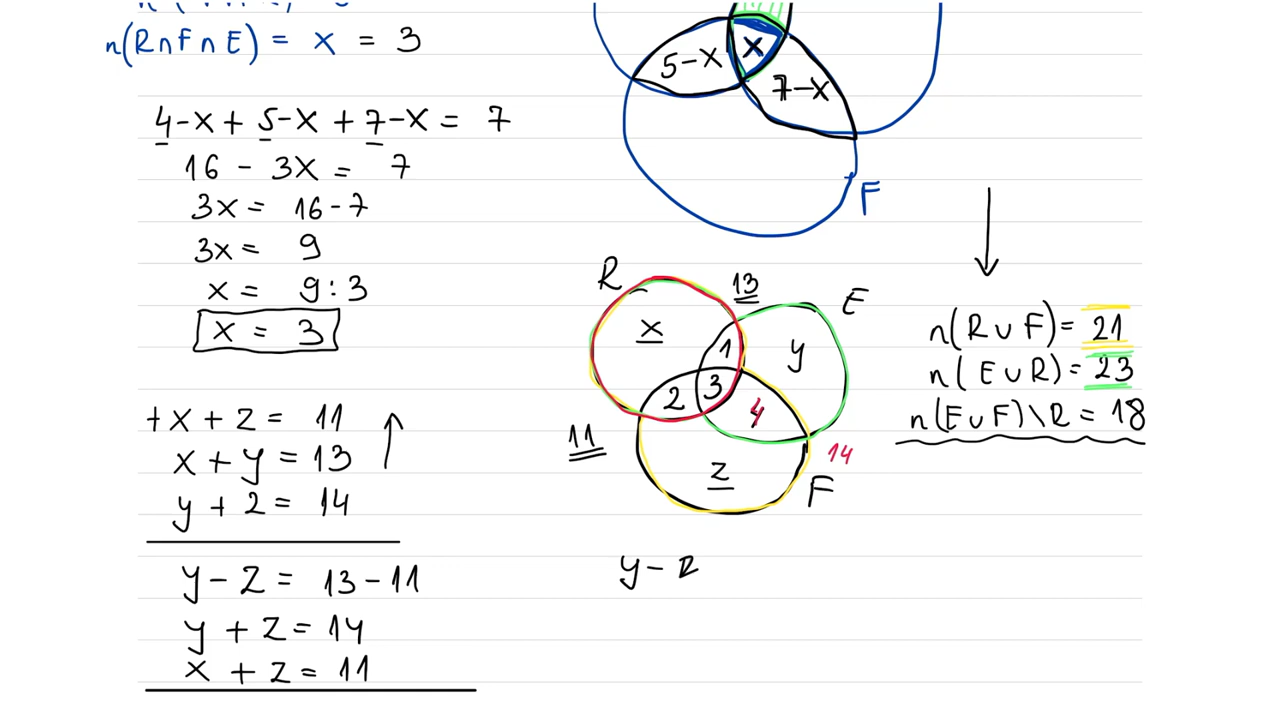 n(R∩F∩E) = x = 3
4-x + 5-x + 7-x = 7
16 - 3x = 7
3x = 16-7
3x = 9
x = 9:3
x = 3
+x + z = 11
x + y = 13
y + z = 14
y - z = 13-11
y + z = 14
x + z = 11
5-x
x
7-x
F
R
13
E
x
1
y
2
3
4
11
z
14
F
y - z
n(R∪F) = 21
n(E∪R) = 23
n(E∪F)\R = 18